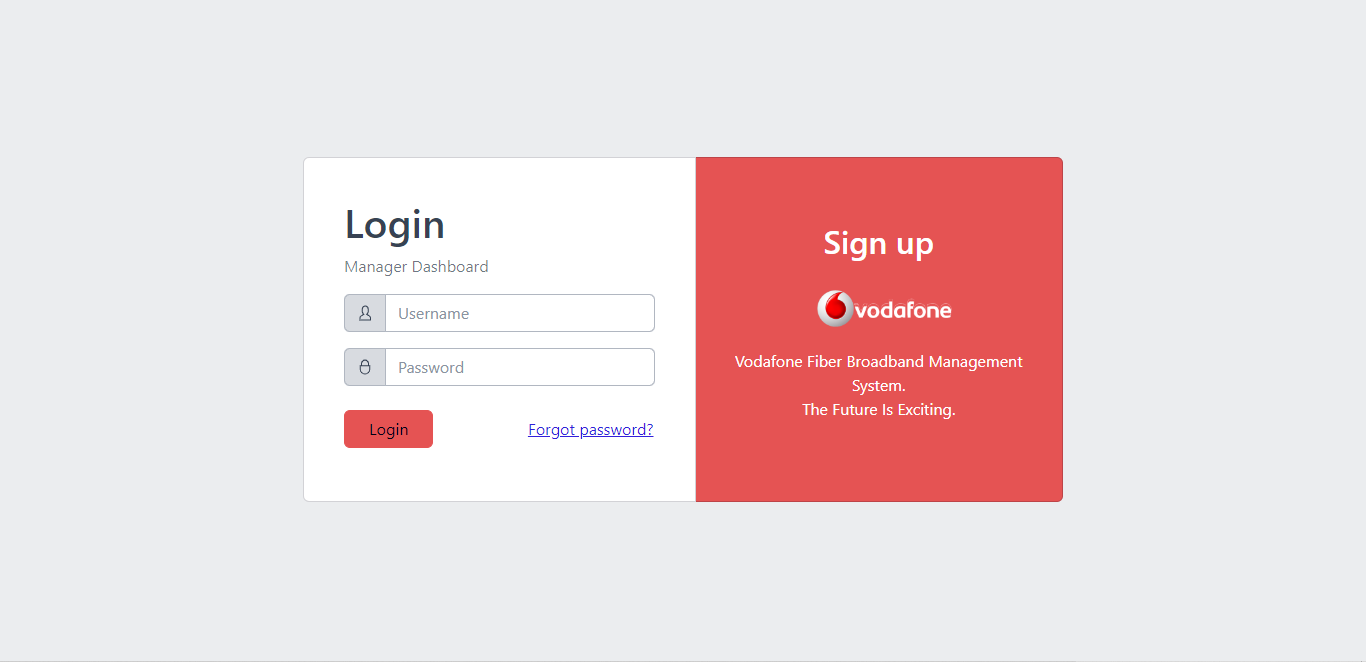 Login
Manager Dashboard
Username
Password
Login
Forgot password?
Sign up
vodafone
Vodafone Fiber Broadband Management
System.
The Future Is Exciting.